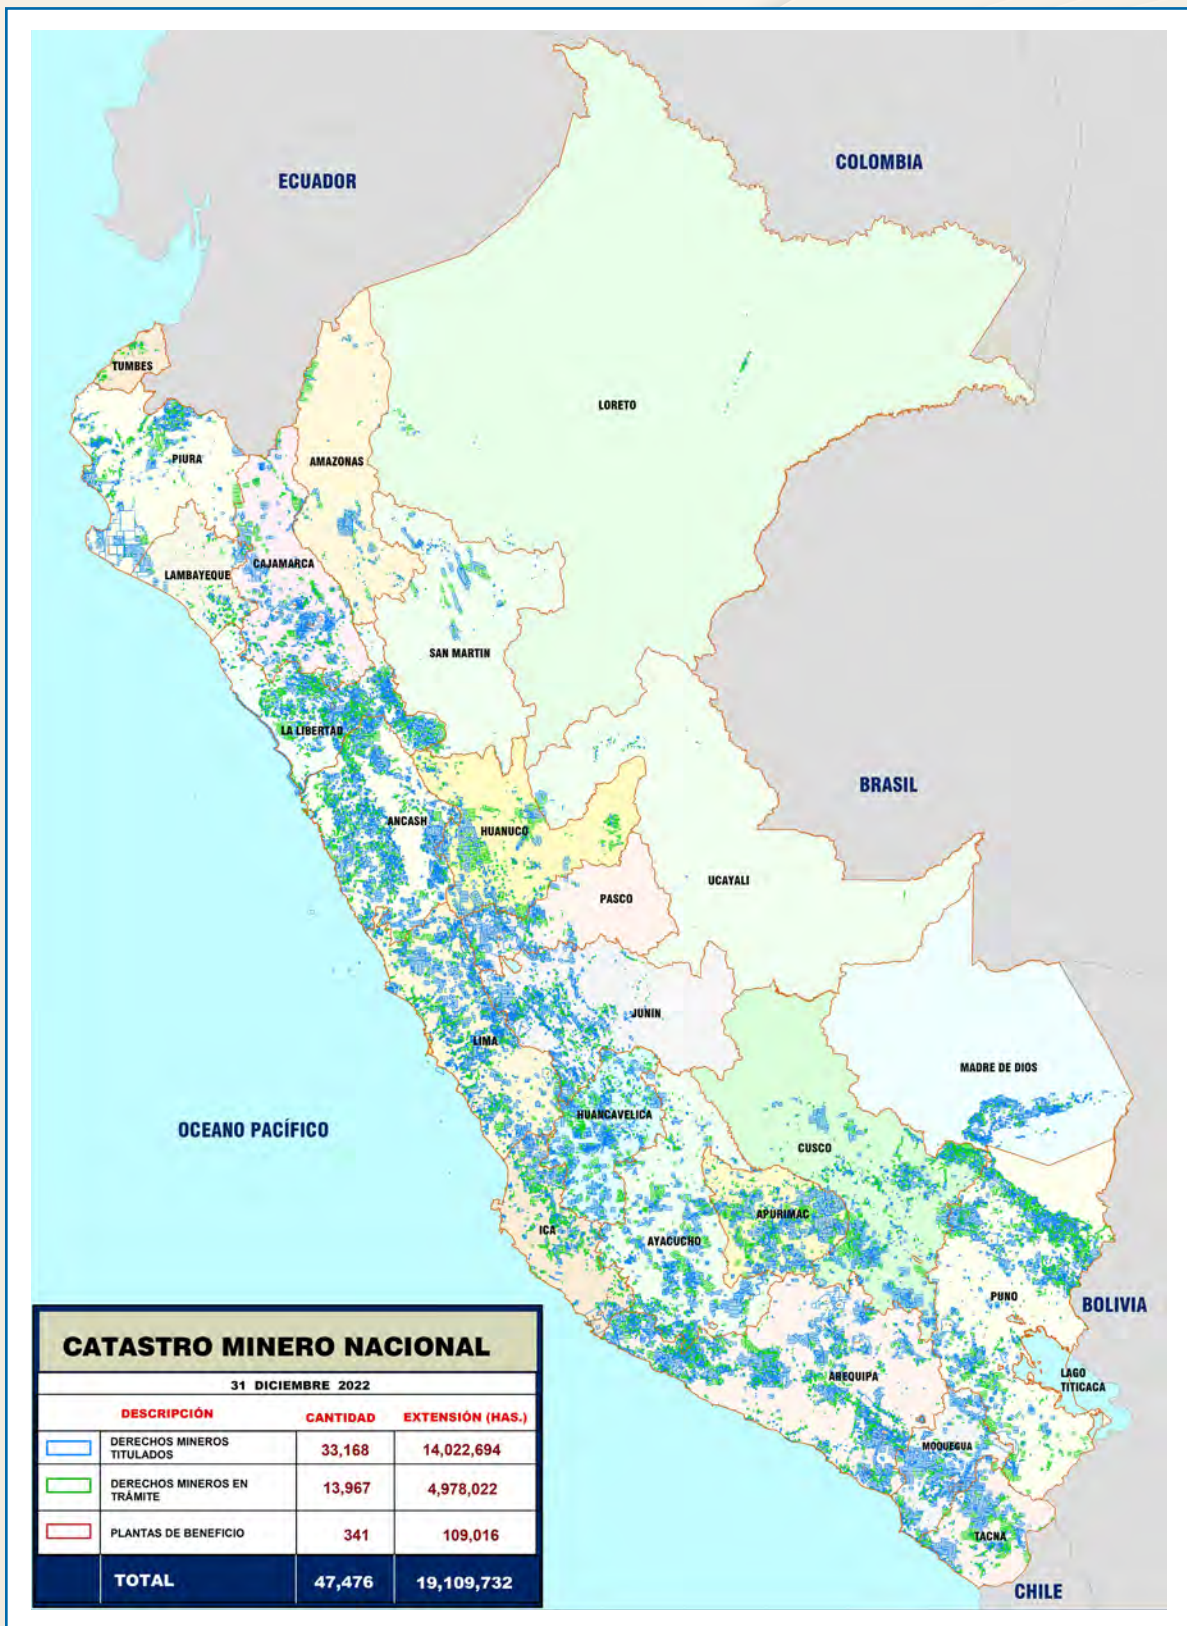 COLOMBIA
ECUADOR
TUMBES
LORETO
PIURA
AMAZONAS
CAJAMARCA
LAMBAYEQUE
SAN MARTIN
LA LIBERTAD
BRASIL
ANCASH
HUANUCO
UCAYALI
PASCO
JUNIN
LIMA
MADRE DE DIOS
HUANCAVELICA
OCEANO PACÍFICO
CUSCO
APURIMAC
ICA
AYACUCHO
PUNO
BOLIVIA
LAGO
TITICACA
AREQUIPA
MOQUEGUA
TACNA
CHILE
CATASTRO MINERO NACIONAL
31 DICIEMBRE 2022
DESCRIPCIÓN CANTIDAD EXTENSIÓN (HAS.)
DERECHOS MINEROS
TITULADOS 33,168 14,022,694
DERECHOS MINEROS EN
TRÁMITE 13,967 4,978,022
PLANTAS DE BENEFICIO 341 109,016
TOTAL 47,476 19,109,732